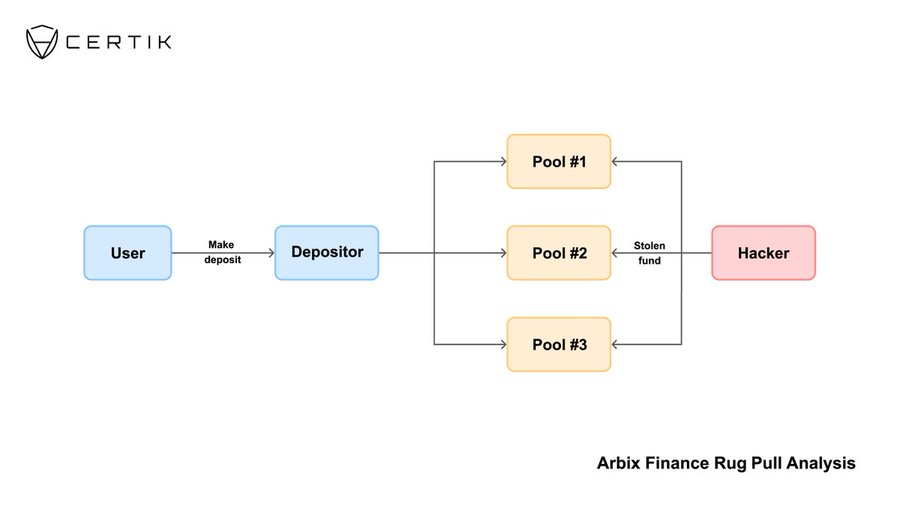 CERTIK
Pool #1
User
Make
deposit
Depositor
Pool #2
Stolen
fund
Hacker
Pool #3
Arbix Finance Rug Pull Analysis